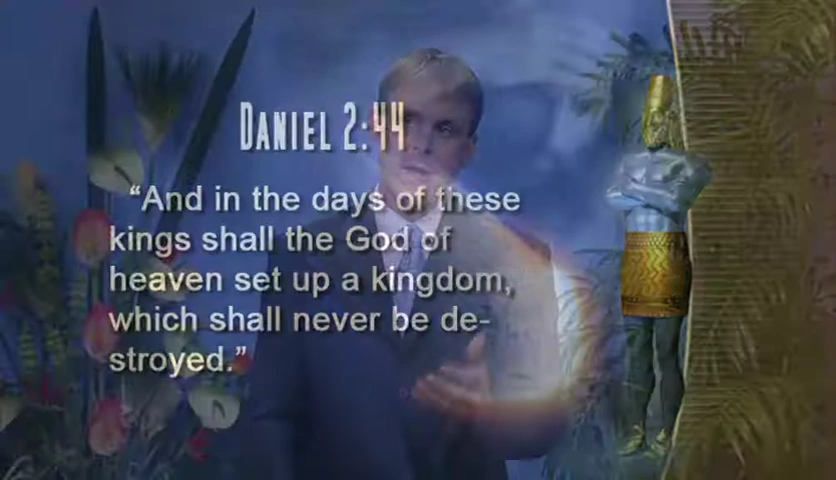 DANIEL 2:44
“And in the days of these
kings shall the God of
heaven set up a kingdom,
which shall never be de-
stroyed.”